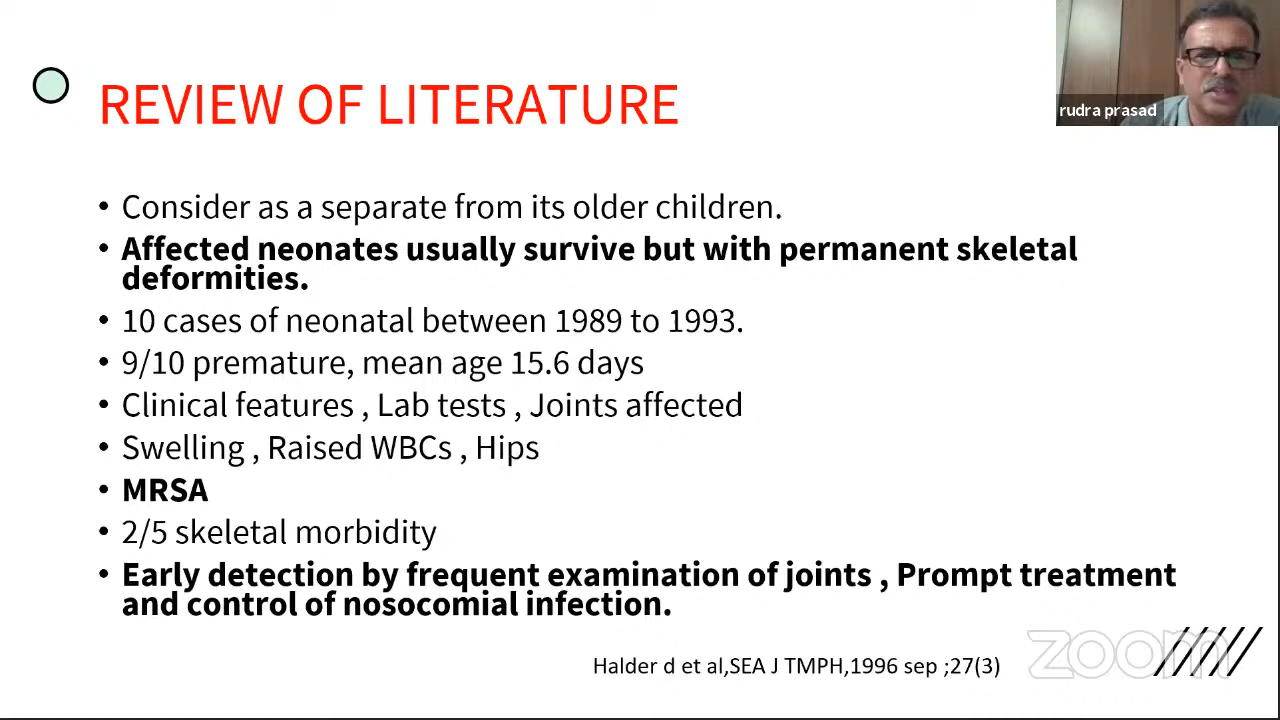 REVIEW OF LITERATURE
rudra prasad
• Consider as a separate from its older children.
• Affected neonates usually survive but with permanent skeletal
deformities.
• 10 cases of neonatal between 1989 to 1993.
• 9/10 premature, mean age 15.6 days
• Clinical features , Lab tests , Joints affected
• Swelling , Raised WBCs , Hips
• MRSA
• 2/5 skeletal morbidity
• Early detection by frequent examination of joints , Prompt treatment
and control of nosocomial infection.
Halder d et al,SEA J TMPH,1996 sep ;27(3)
zoom